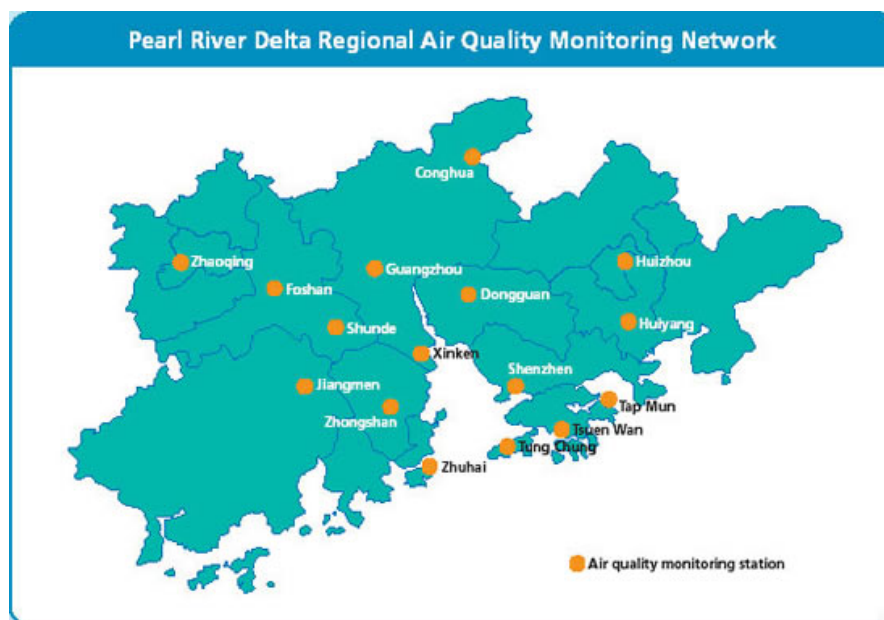 Pearl River Delta Regional Air Quality Monitoring Network
Conghua
Zhaoqing
Guangzhou
Huizhou
Foshan
Dongguan
Shunde
Huiyang
Xinken
Shenzhen
Jiangmen
Tap Mun
Zhongshan
Tsuen Wan
Tung Chung
Zhuhai
Air quality monitoring station